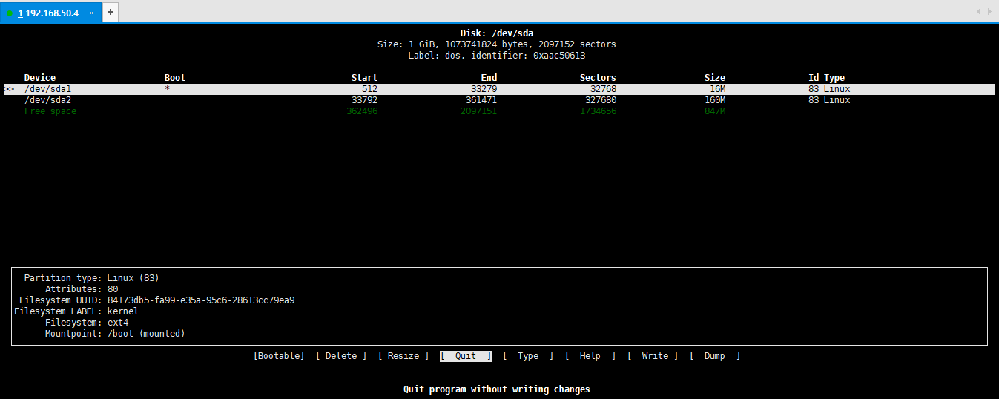 1 192.168.50.4 × +
Disk: /dev/sda
Size: 1 GiB, 1073741824 bytes, 2097152 sectors
Label: dos, identifier: 0xaac50613
Device Boot Start End Sectors Size Id Type
>> /dev/sda1 * 512 33279 32768 16M 83 Linux
/dev/sda2 33792 361471 327680 160M 83 Linux
Free space 362496 2097151 1734656 847M
Partition type: Linux (83)
Attributes: 80
Filesystem UUID: 84173db5-fa99-e35a-95c6-28613cc79ea9
Filesystem LABEL: kernel
Filesystem: ext4
Mountpoint: /boot (mounted)
[Bootable] [ Delete ] [ Resize ] [ Quit ] [ Type ] [ Help ] [ Write ] [ Dump ]
Quit program without writing changes